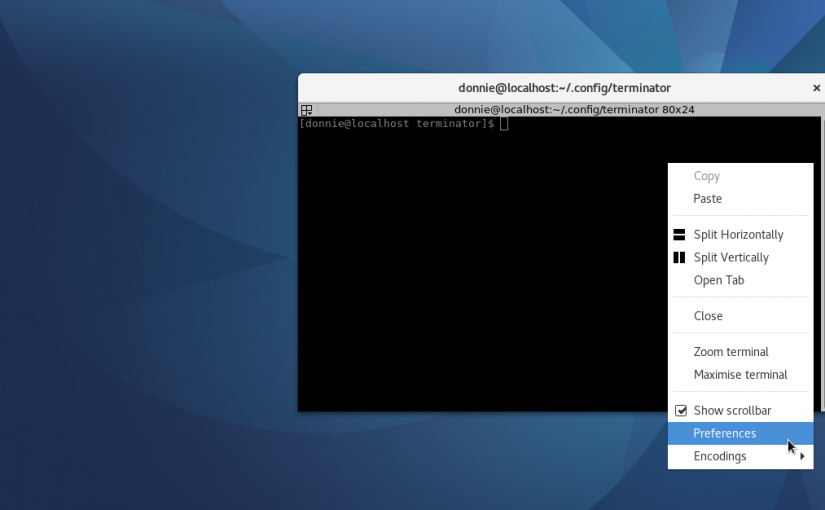 donnie@localhost:~/.config/terminator
donnie@localhost:~/.config/terminator 80x24
[donnie@localhost terminator]$
Copy
Paste
Split Horizontally
Split Vertically
Open Tab
Close
Zoom terminal
Maximise terminal
Show scrollbar
Preferences
Encodings